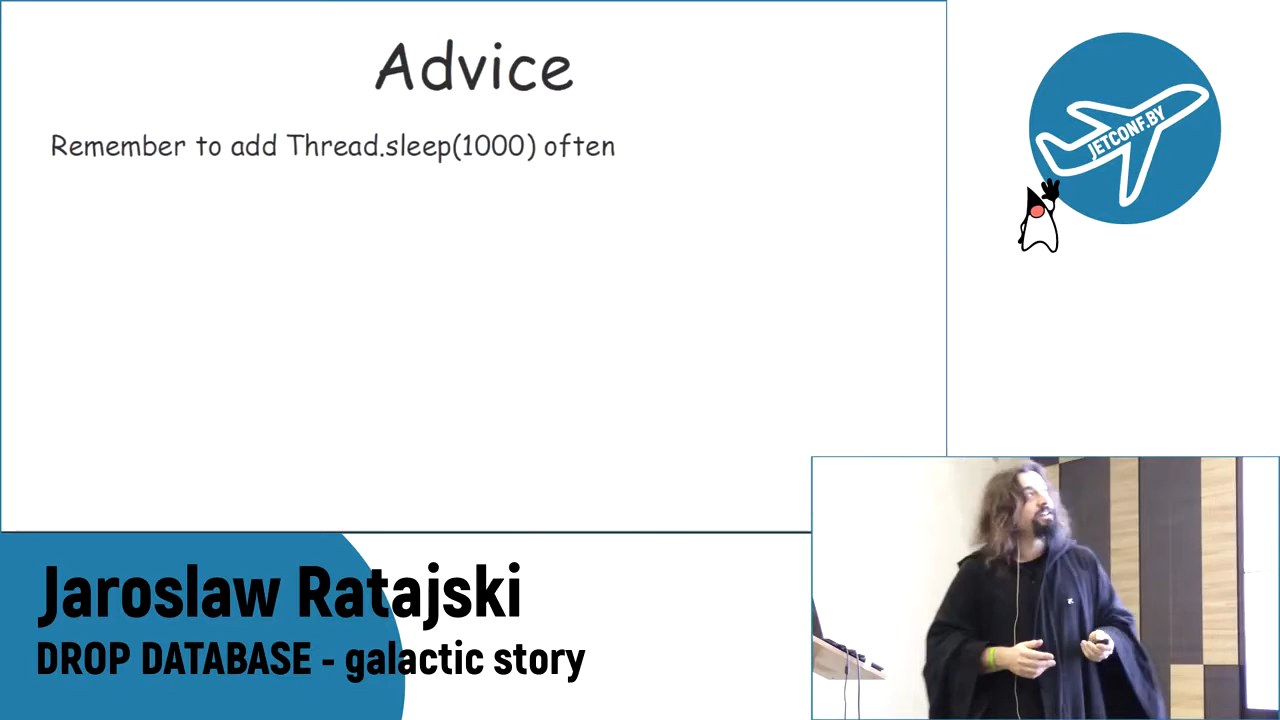 Advice
Remember to add Thread.sleep(1000) often
JETCONF.BY
Jaroslaw Ratajski
DROP DATABASE - galactic story